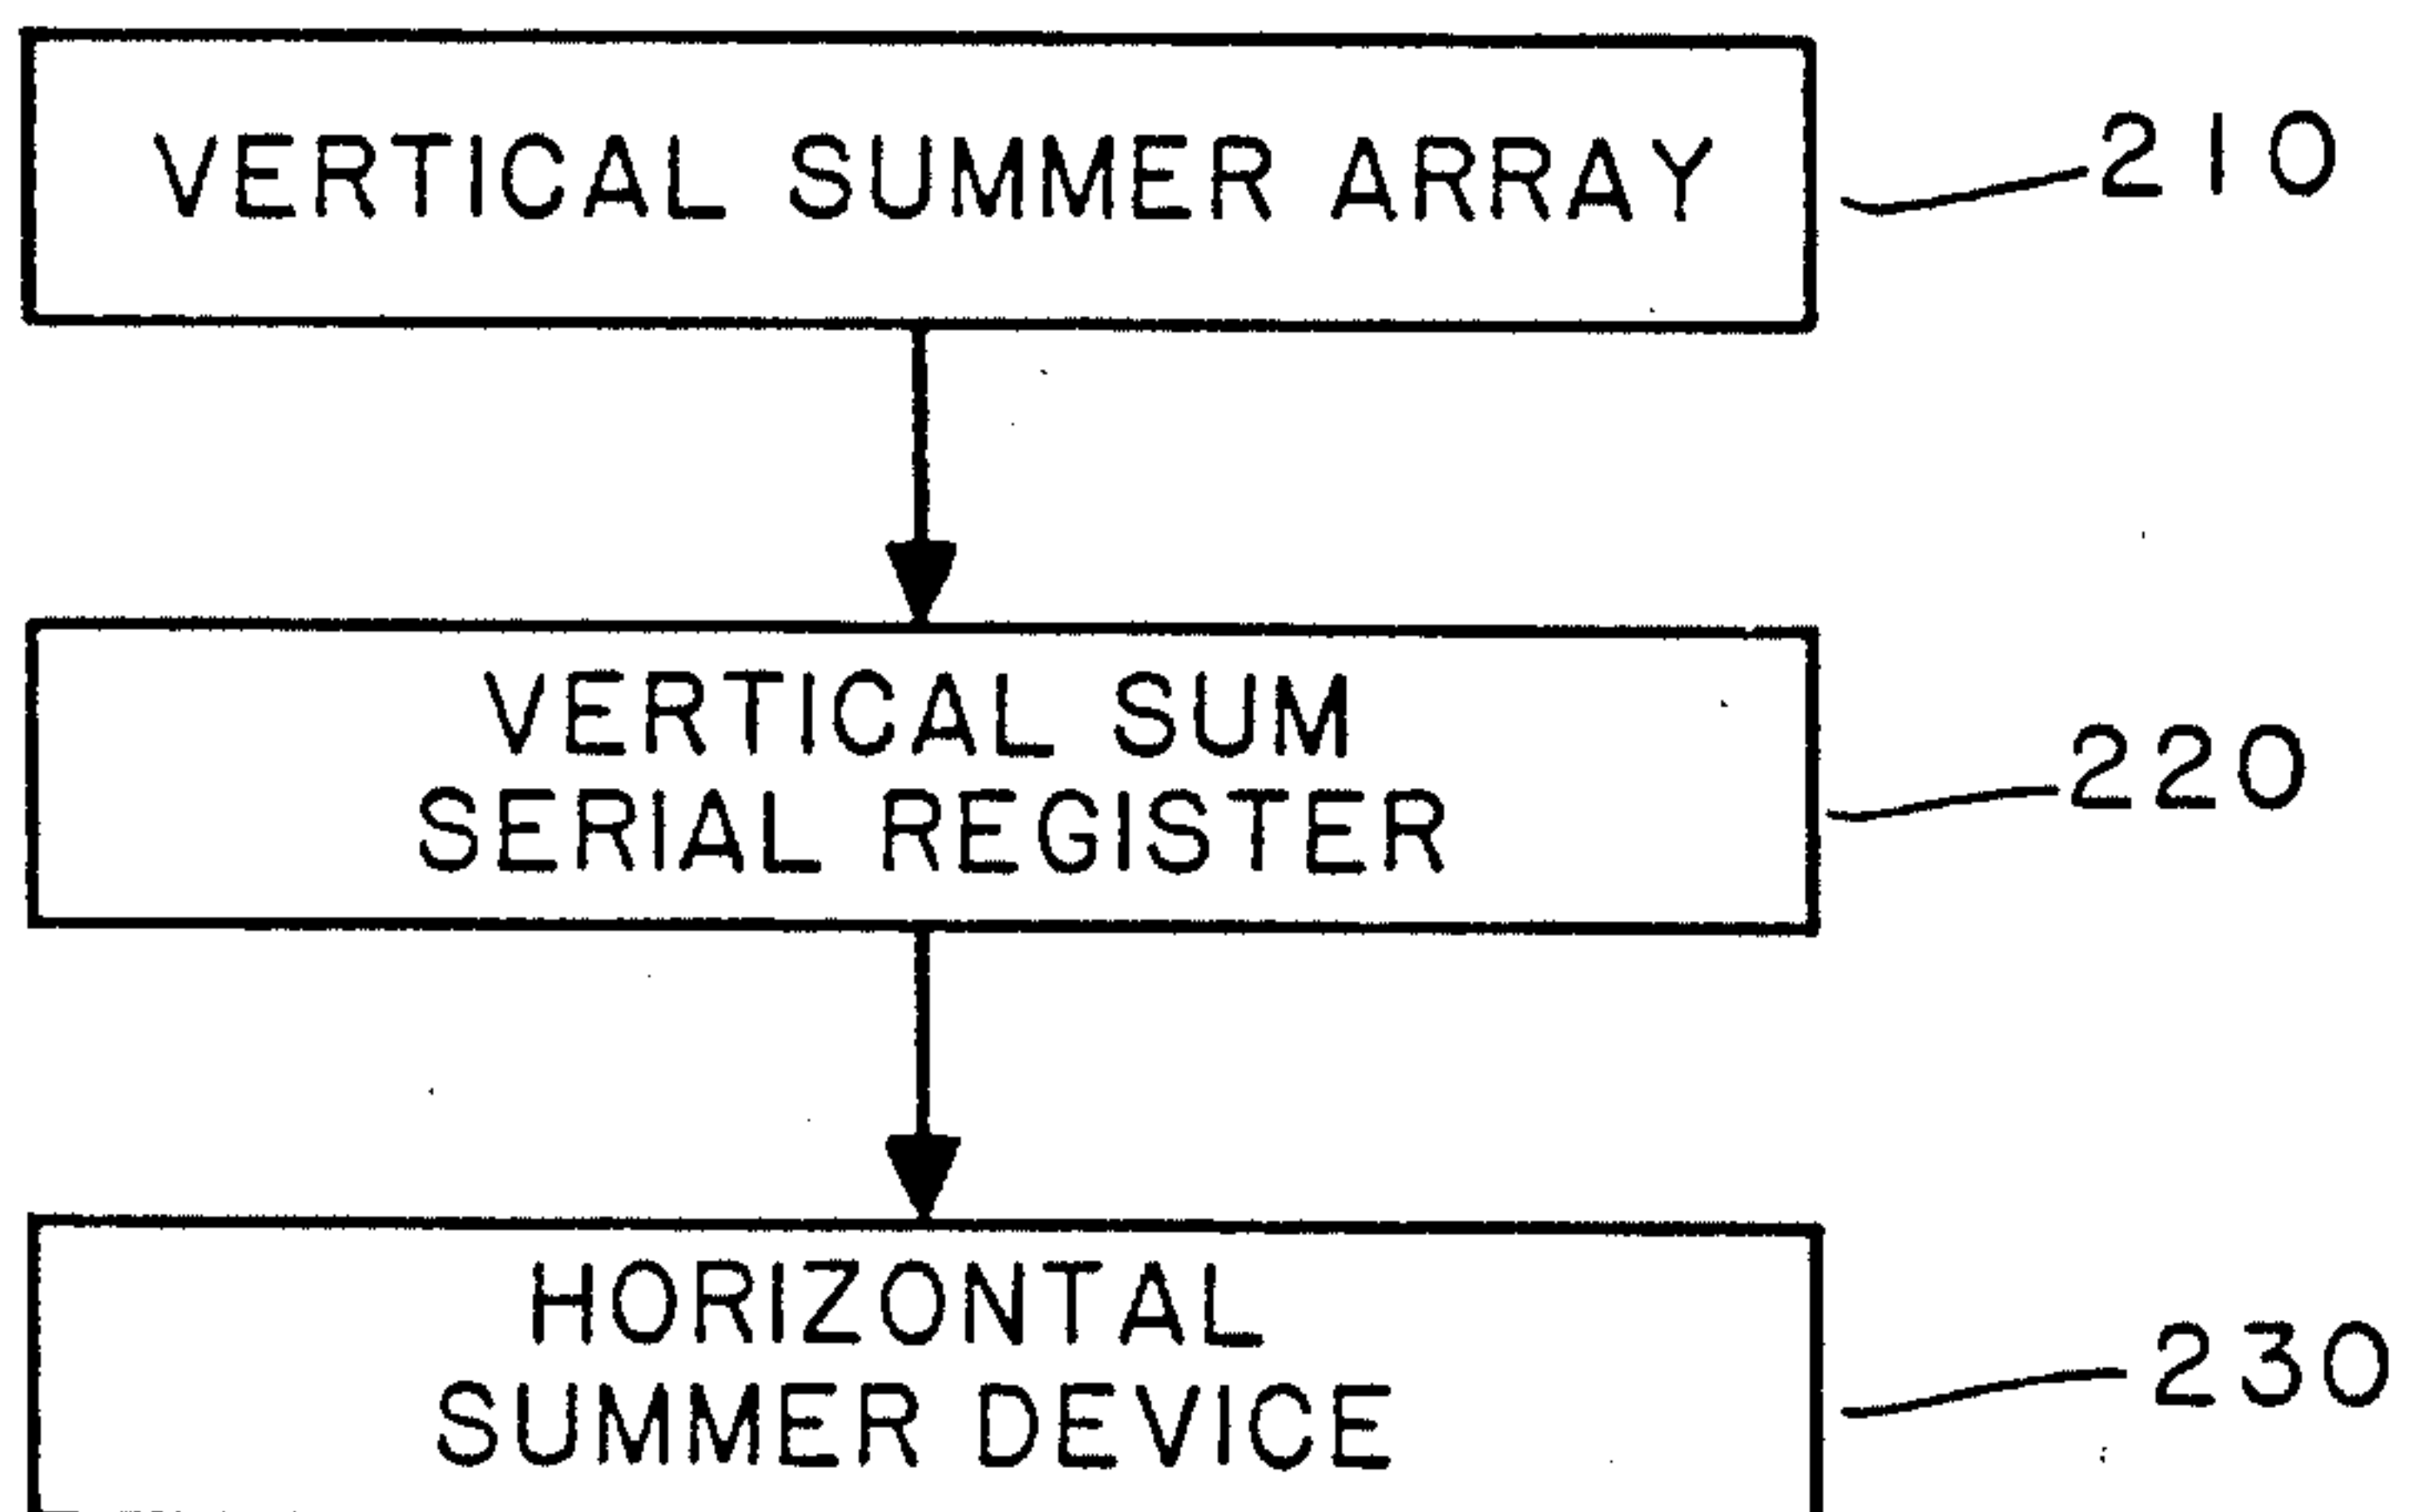 VERTICAL SUMMER ARRAY
210
VERTICAL SUM
SERIAL REGISTER
220
HORIZONTAL
SUMMER DEVICE
230